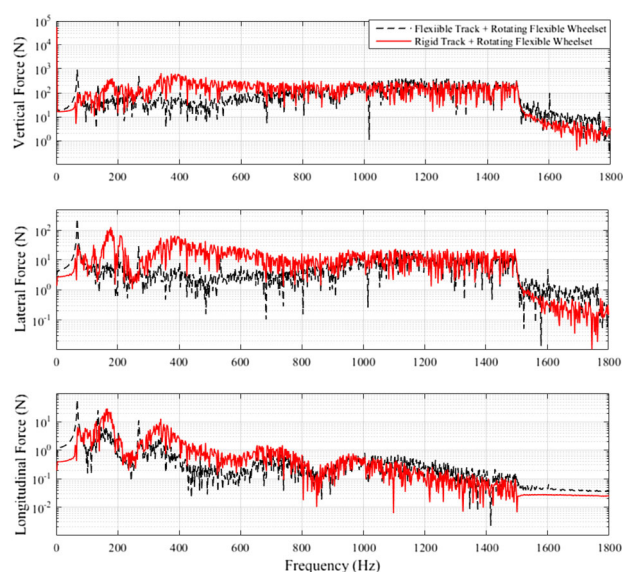 Flexiible Track + Rotating Flexible Wheelset
Rigid Track + Rotating Flexible Wheelset
Vertical Force (N)
10^5
10^4
10^3
10^2
10^1
10^0
0 200 400 600 800 1000 1200 1400 1600 1800
Lateral Force (N)
10^2
10^1
10^0
10^-1
0 200 400 600 800 1000 1200 1400 1600 1800
Longitudinal Force (N)
10^1
10^0
10^-1
10^-2
0 200 400 600 800 1000 1200 1400 1600 1800
Frequency (Hz)